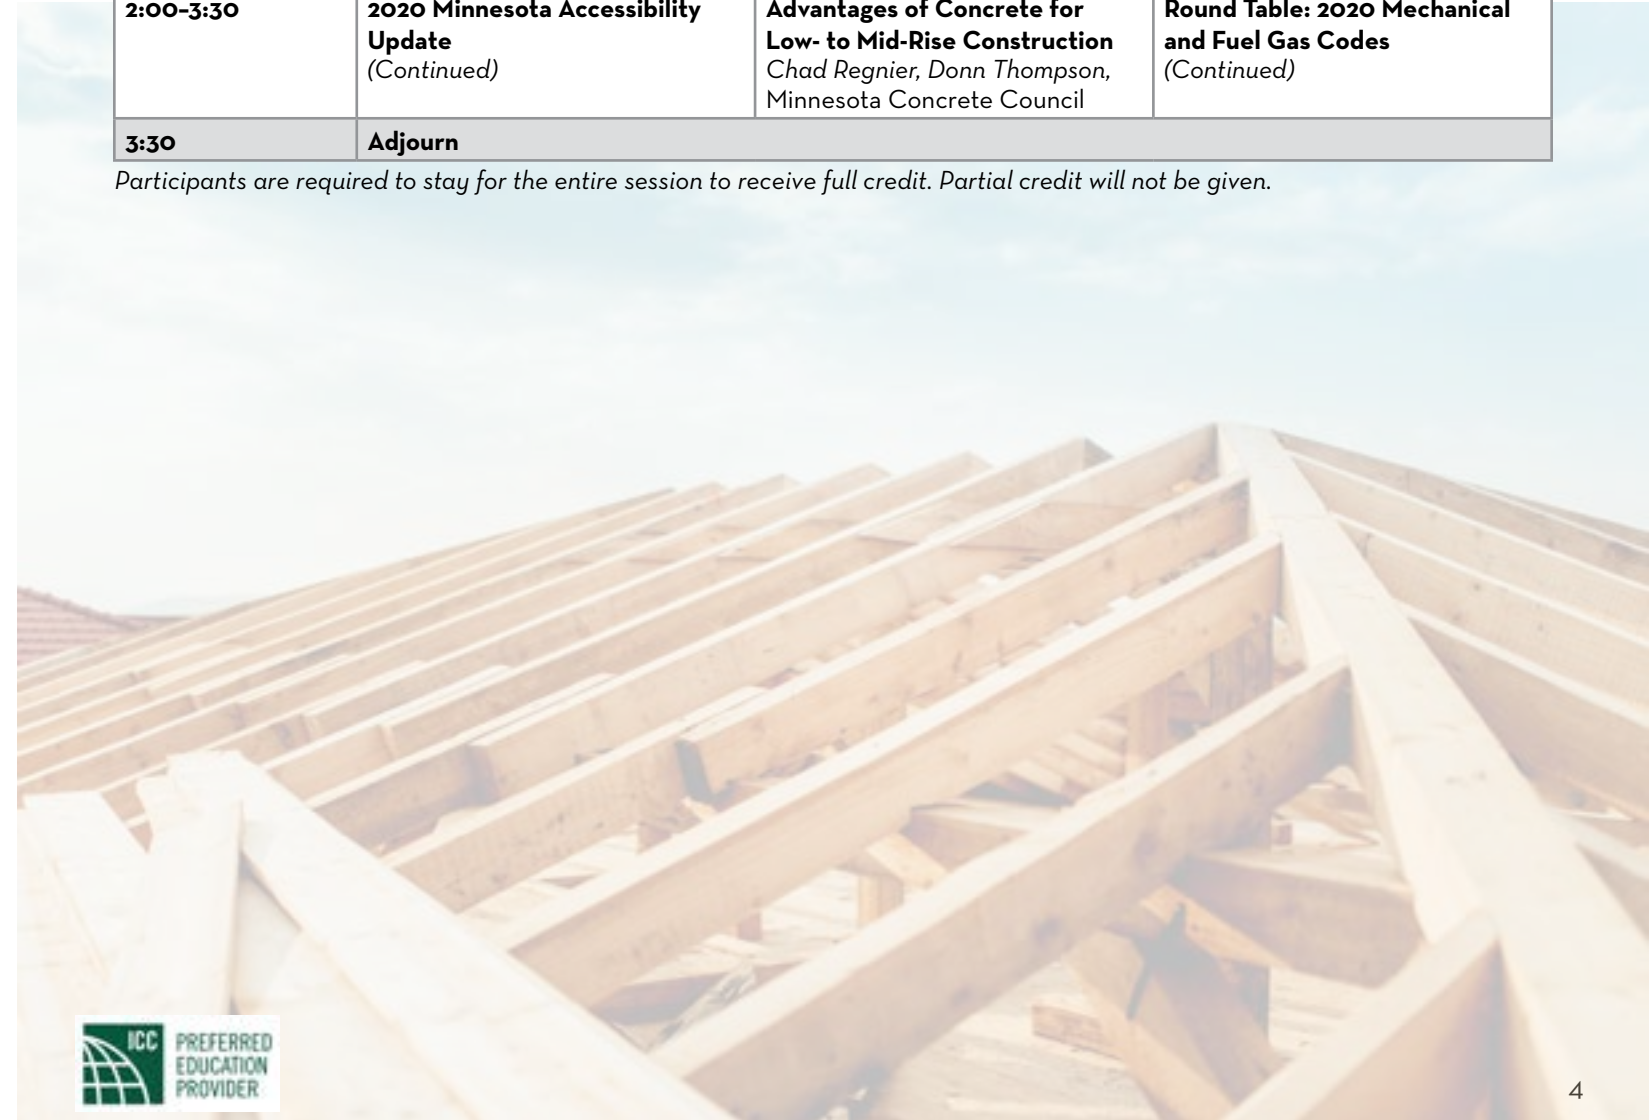 2:00–3:30
2020 Minnesota Accessibility
Update
(Continued)
Advantages of Concrete for
Low- to Mid-Rise Construction
Chad Regnier, Donn Thompson,
Minnesota Concrete Council
Round Table: 2020 Mechanical
and Fuel Gas Codes
(Continued)
3:30
Adjourn
Participants are required to stay for the entire session to receive full credit. Partial credit will not be given.
ICC
PREFERRED
EDUCATION
PROVIDER
4